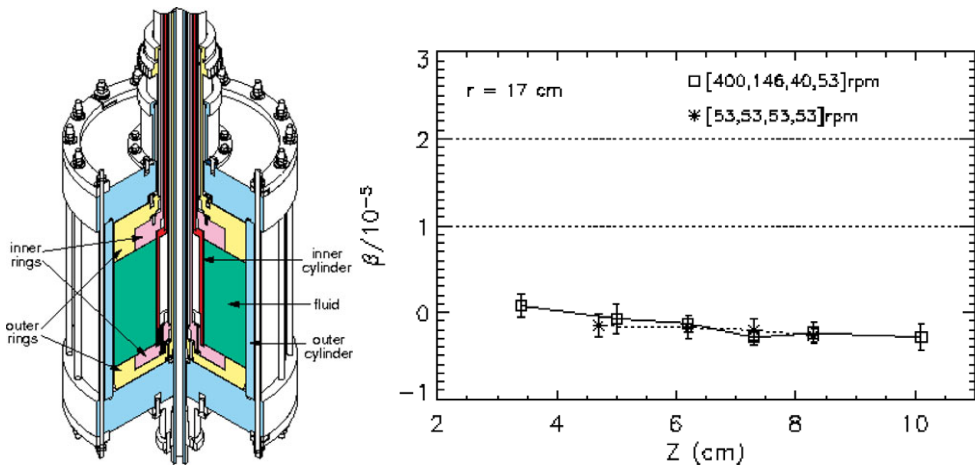 inner
rings
outer
rings
inner
cylinder
fluid
outer
cylinder
r = 17 cm
[400,146,40,53]rpm
[53,53,53,53]rpm
β/10⁻⁵
3
2
1
0
−1
2
4
6
8
10
Z (cm)